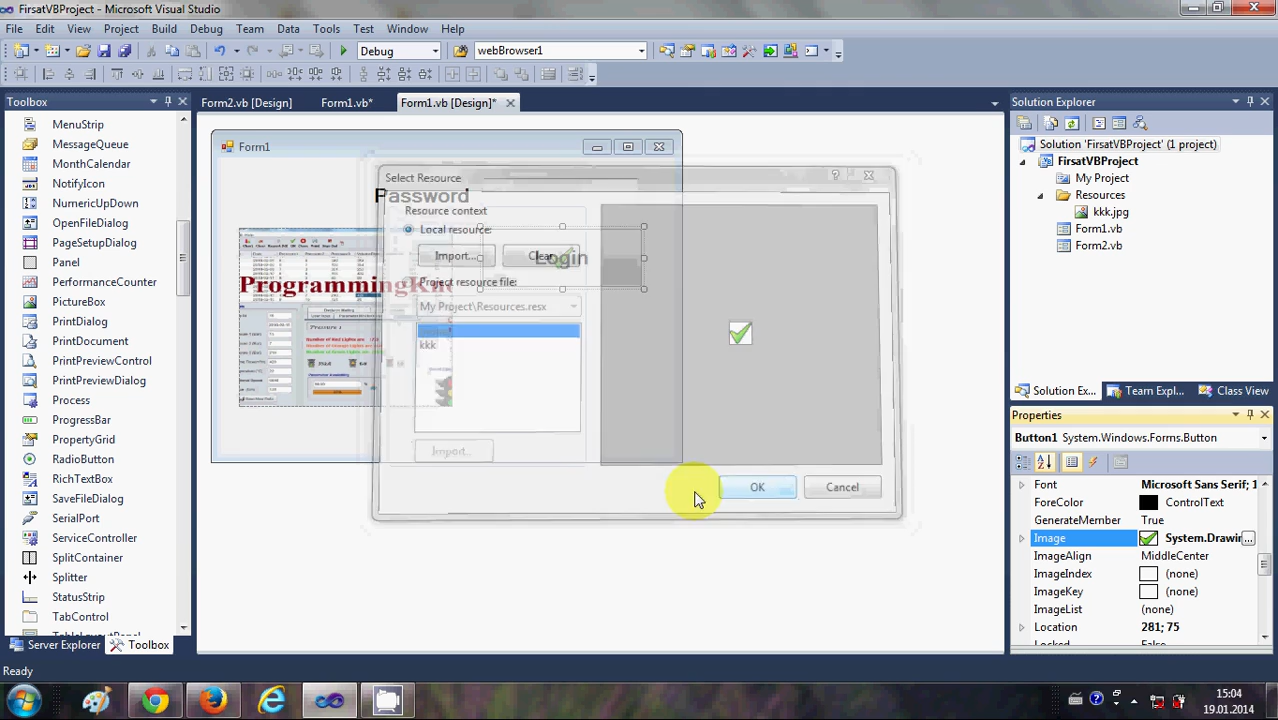 FirsatVBProject - Microsoft Visual Studio
File Edit View Project Build Debug Team Data Tools Test Window Help
Debug webBrowser1
Toolbox
MenuStrip
MessageQueue
MonthCalendar
NotifyIcon
NumericUpDown
OpenFileDialog
PageSetupDialog
Panel
PerformanceCounter
PictureBox
PrintDialog
PrintDocument
PrintPreviewControl
PrintPreviewDialog
Process
ProgressBar
PropertyGrid
RadioButton
RichTextBox
SaveFileDialog
SerialPort
ServiceController
SplitContainer
Splitter
StatusStrip
TabControl
Server Explorer Toolbox
Form2.vb [Design] Form1.vb* Form1.vb [Design]*
Form1
Password
Login
Select Resource
Resource context
Local resource:
Import... Clear
Project resource file:
My Project\Resources.resx
kkk
Import...
OK Cancel
Solution Explorer
Solution 'FirsatVBProject' (1 project)
FirsatVBProject
My Project
Resources
kkk.jpg
Form1.vb
Form2.vb
Solution Ex... Team Expl... Class View
Properties
Button1 System.Windows.Forms.Button
Font Microsoft Sans Serif; 1
ForeColor ControlText
GenerateMember True
Image System.Drawin ...
ImageAlign MiddleCenter
ImageIndex (none)
ImageKey (none)
ImageList (none)
Location 281; 75
Locked False
Ready
15:04
19.01.2014